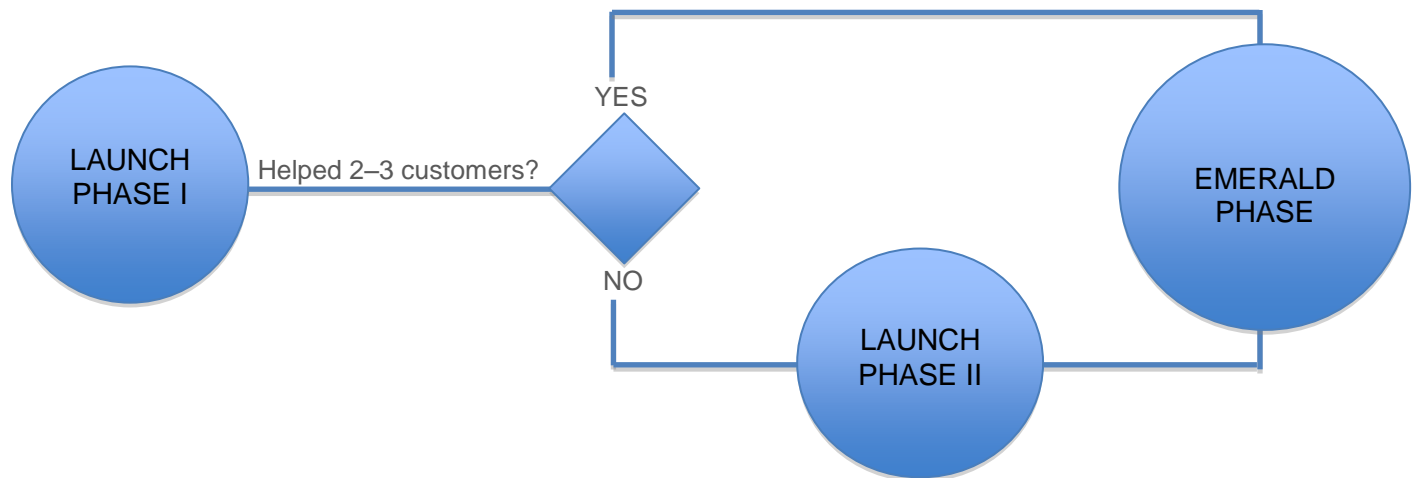 LAUNCH
PHASE I
Helped 2–3 customers?
YES
NO
LAUNCH
PHASE II
EMERALD
PHASE